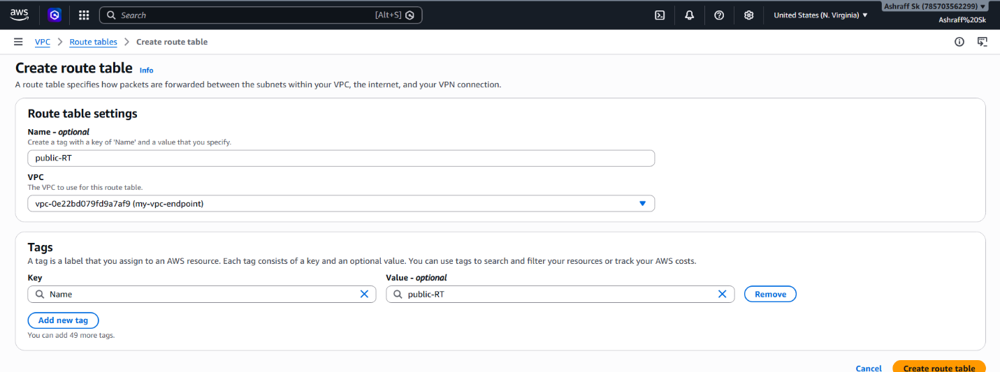 aws
Search
[Alt+S]
United States (N. Virginia)
Ashraff Sk (785703562299)
Ashraff%20Sk
VPC
Route tables
Create route table
Create route table Info
A route table specifies how packets are forwarded between the subnets within your VPC, the internet, and your VPN connection.
Route table settings
Name - optional
Create a tag with a key of 'Name' and a value that you specify.
public-RT
VPC
The VPC to use for this route table.
vpc-0e22bd079fd9a7af9 (my-vpc-endpoint)
Tags
A tag is a label that you assign to an AWS resource. Each tag consists of a key and an optional value. You can use tags to search and filter your resources or track your AWS costs.
Key
Value - optional
Name
public-RT
Remove
Add new tag
You can add 49 more tags.
Cancel
Create route table